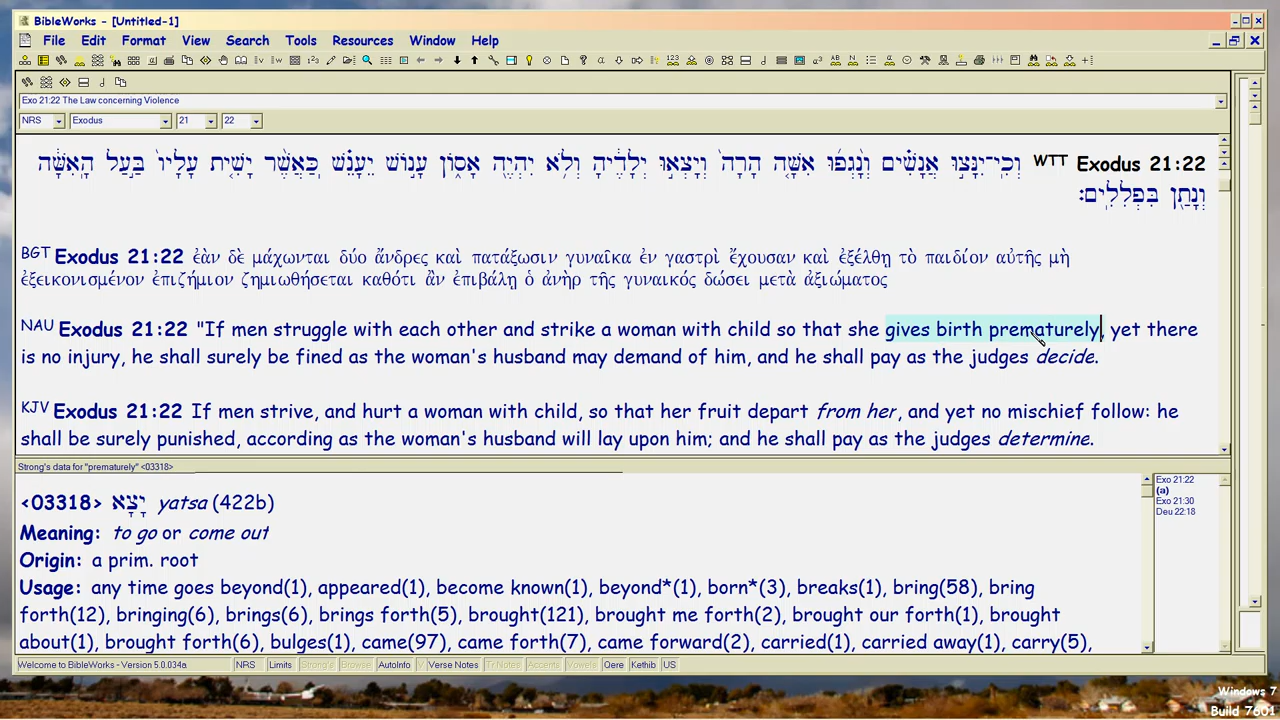 BibleWorks - [Untitled-1]
File Edit Format View Search Tools Resources Window Help
Exo 21:22 The Law concerning Violence
NRS Exodus 21 22
WTT Exodus 21:22 וְכִֽי־יִנָּצ֣וּ אֲנָשִׁ֗ים וְנָ֨גְפ֜וּ אִשָּׁ֤ה הָרָה֙ וְיָצְא֣וּ יְלָדֶ֔יהָ וְלֹ֥א יִהְיֶ֖ה אָס֑וֹן עָנ֣וֹשׁ יֵעָנֵ֗שׁ כַּֽאֲשֶׁ֨ר יָשִׁ֤ית עָלָיו֙ בַּ֣עַל הָֽאִשָּׁ֔ה
וְנָתַ֖ן בִּפְלִלִֽים׃
BGT Exodus 21:22 ἐὰν δὲ μάχωνται δύο ἄνδρες καὶ πατάξωσιν γυναῖκα ἐν γαστρὶ ἔχουσαν καὶ ἐξέλθῃ τὸ παιδίον αὐτῆς μὴ
ἐξεικονισμένον ἐπιζήμιον ζημιωθήσεται καθότι ἂν ἐπιβάλῃ ὁ ἀνὴρ τῆς γυναικός δώσει μετὰ ἀξιώματος
NAU Exodus 21:22 "If men struggle with each other and strike a woman with child so that she gives birth prematurely, yet there
is no injury, he shall surely be fined as the woman's husband may demand of him, and he shall pay as the judges decide.
KJV Exodus 21:22 If men strive, and hurt a woman with child, so that her fruit depart from her, and yet no mischief follow: he
shall be surely punished, according as the woman's husband will lay upon him; and he shall pay as the judges determine.
Strong's data for "prematurely" <03318>
<03318> יָצָא yatsa (422b)
Meaning: to go or come out
Origin: a prim. root
Usage: any time goes beyond(1), appeared(1), become known(1), beyond*(1), born*(3), breaks(1), bring(58), bring
forth(12), bringing(6), brings(6), brings forth(5), brought(121), brought me forth(2), brought our forth(1), brought
about(1), brought forth(6), bulges(1), came(97), came forth(7), came forward(2), carried(1), carried away(1), carry(5),
Exo 21:22
(a)
Exo 21:30
Deu 22:18
Welcome to BibleWorks - Version 5.0.034a NRS Limits Strong's Browse AutoInfo V Verse Notes Tr Notes Accents Vowels Qere Kethib US
Windows 7
Build 7601